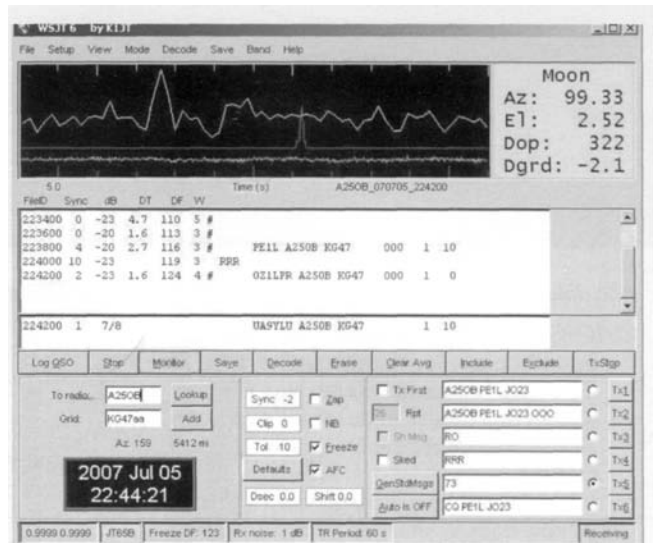 WSJT 6 by K1JT
File Setup View Mode Decode Save Band Help
Moon
Az: 99.33
El: 2.52
Dop: 322
Dgrd: -2.1
5.0 Time (s) A25OB_070705_224200
FileID Sync dB DT DF W
223400 0 -23 4.7 110 5 #
223600 0 -20 1.6 113 3 #
223800 4 -20 2.7 116 3 # PE1L A25OB KG47 000 1 10
224000 10 -23 119 3 RRR
224200 2 -23 1.6 124 4 # OZ1LPR A25OB KG47 000 1 0
224200 1 7/8 UA9YLU A25OB KG47 1 10
Log QSO Stop Monitor Save Decode Erase Clear Avg Include Exclude TxStop
To radio: A25OB Lookup
Grid: KG47aa Add
Az: 159 5412 mi
2007 Jul 05
22:44:21
Sync -2 Zap
Clip 0 NB
Tol 10 Freeze
Defaults AFC
Dsec 0.0 Shift 0.0
Tx First A25OB PE1L JO23 Tx1
26 Rpt A25OB PE1L JO23 OOO Tx2
Sh Msg RO Tx3
Sked RRR Tx4
GenStdMsgs 73 Tx5
Auto is OFF CQ PE1L JO23 Tx6
0.9999 0.9999 JT65B Freeze DF: 123 Rx noise: 1 dB TR Period: 60 s Receiving